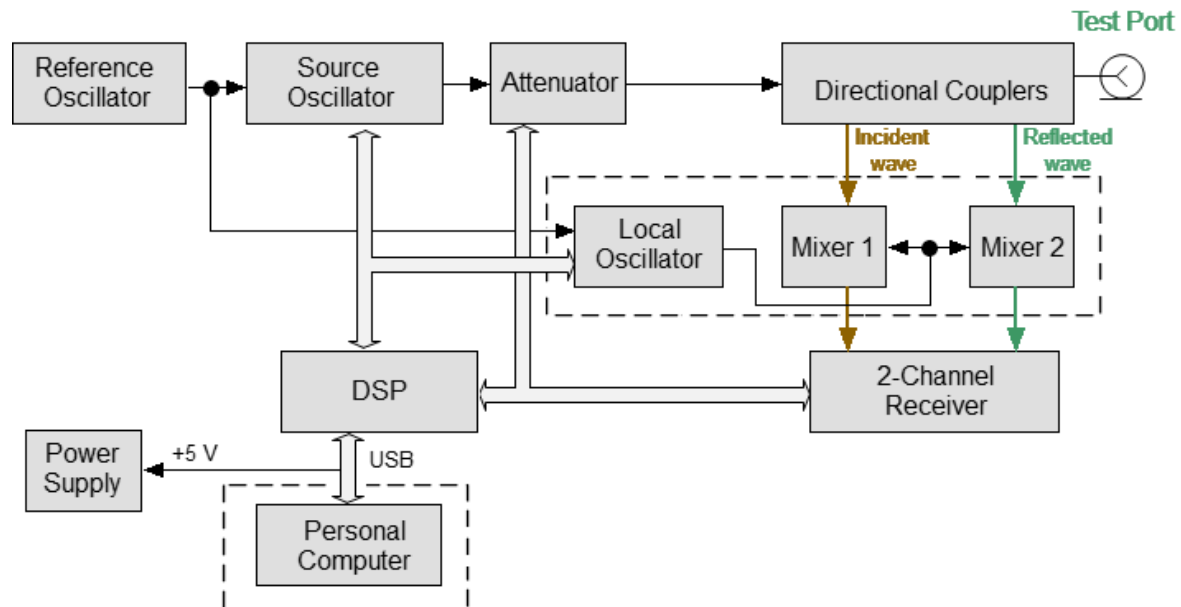 Test Port
Reference
Oscillator
Source
Oscillator
Attenuator
Directional Couplers
Incident
wave
Reflected
wave
Local
Oscillator
Mixer 1
Mixer 2
DSP
2-Channel
Receiver
Power
Supply
+5 V
USB
Personal
Computer